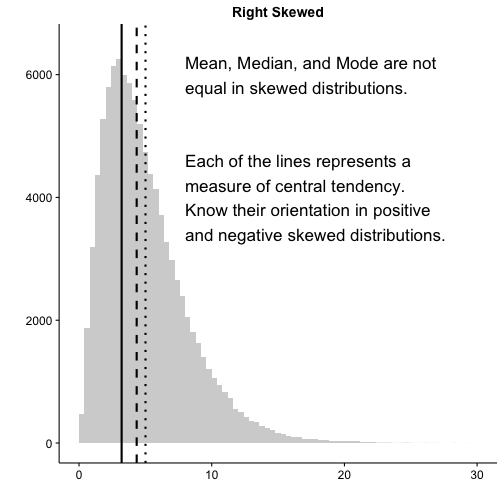 Right Skewed
Mean, Median, and Mode are not
equal in skewed distributions.
Each of the lines represents a
measure of central tendency.
Know their orientation in positive
and negative skewed distributions.
6000
4000
2000
0
0 10 20 30